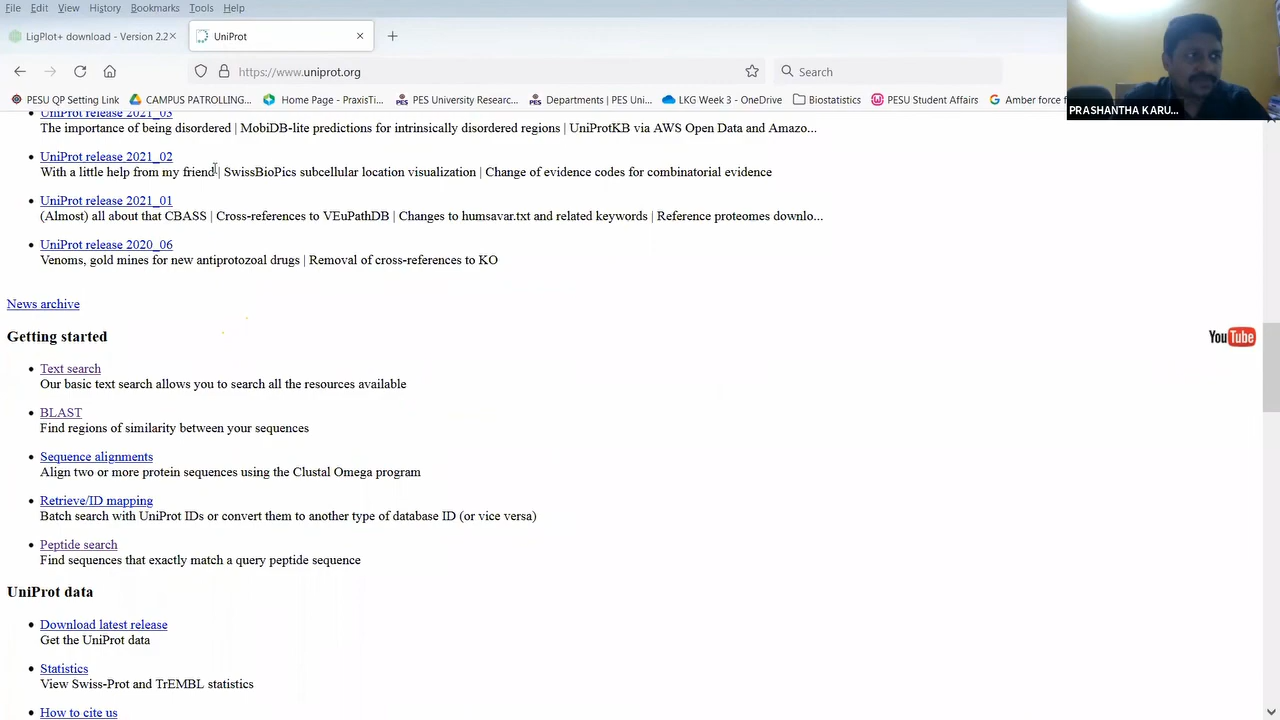 File Edit View History Bookmarks Tools Help
LigPlot+ download - Version 2.2
UniProt
https://www.uniprot.org
Search
PESU QP Setting Link CAMPUS PATROLLING... Home Page - PraxisTi... PES University Researc... Departments | PES Uni... LKG Week 3 - OneDrive Biostatistics PESU Student Affairs Amber force f
PRASHANTHA KARU...
UniProt release 2021_03
The importance of being disordered | MobiDB-lite predictions for intrinsically disordered regions | UniProtKB via AWS Open Data and Amazo...
UniProt release 2021_02
With a little help from my friend | SwissBioPics subcellular location visualization | Change of evidence codes for combinatorial evidence
UniProt release 2021_01
(Almost) all about that CBASS | Cross-references to VEuPathDB | Changes to humsavar.txt and related keywords | Reference proteomes downlo...
UniProt release 2020_06
Venoms, gold mines for new antiprotozoal drugs | Removal of cross-references to KO
News archive
Getting started
YouTube
Text search
Our basic text search allows you to search all the resources available
BLAST
Find regions of similarity between your sequences
Sequence alignments
Align two or more protein sequences using the Clustal Omega program
Retrieve/ID mapping
Batch search with UniProt IDs or convert them to another type of database ID (or vice versa)
Peptide search
Find sequences that exactly match a query peptide sequence
UniProt data
Download latest release
Get the UniProt data
Statistics
View Swiss-Prot and TrEMBL statistics
How to cite us